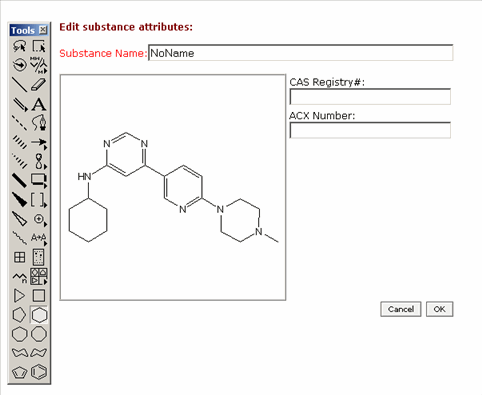 Edit substance attributes:
Tools
Substance Name: NoName
CAS Registry#:
ACX Number:
N
N
HN
N
N
N
Cancel OK